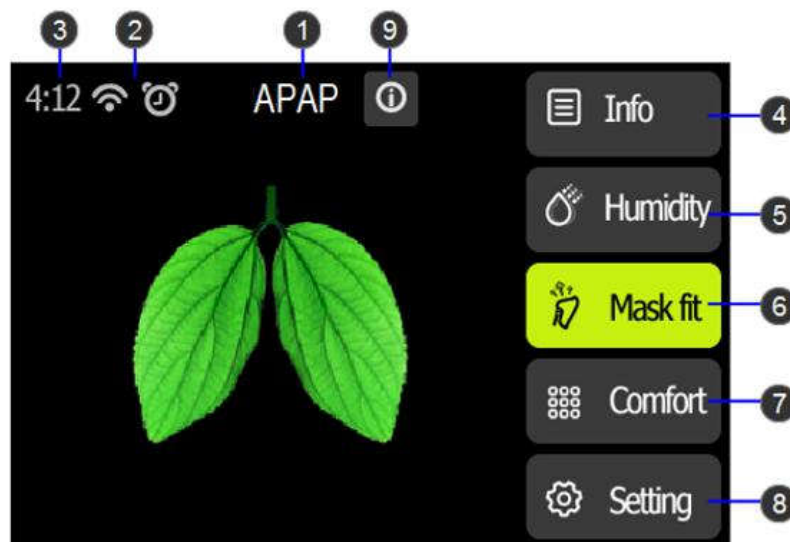 3 2 1 9
4:12 APAP
Info 4
Humidity 5
Mask fit 6
Comfort 7
Setting 8